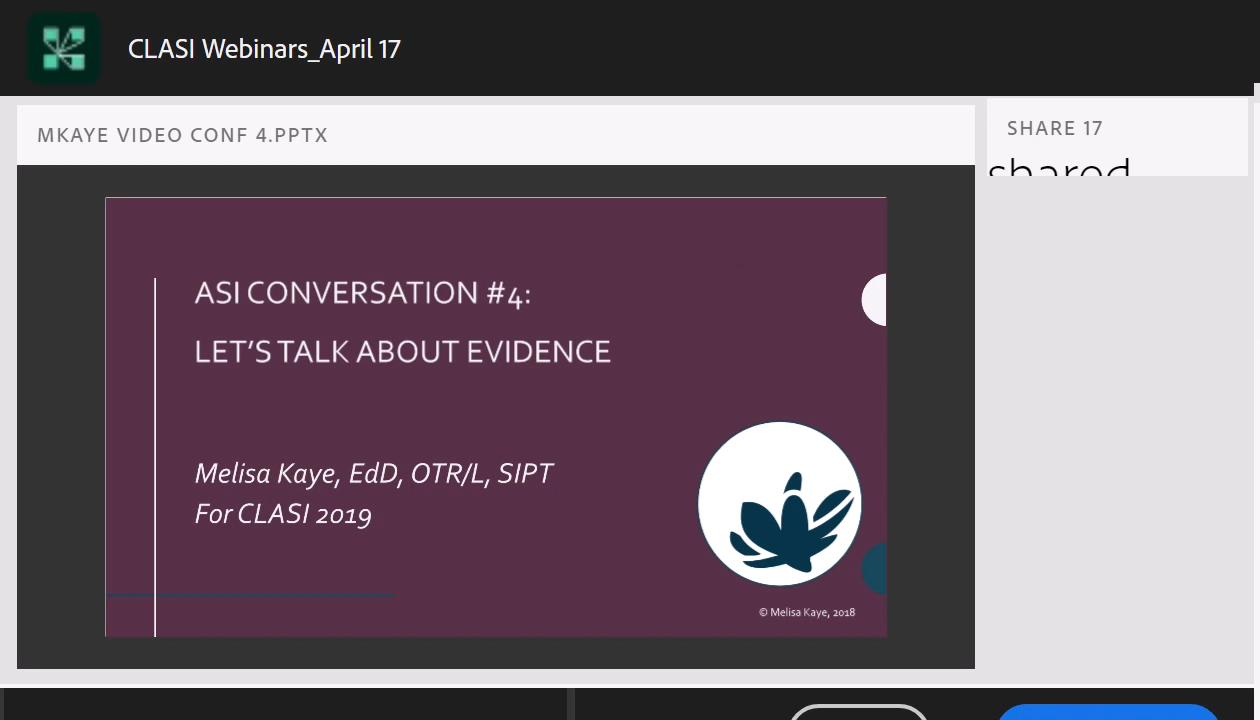 CLASI Webinars_April 17
MKAYE VIDEO CONF 4.PPTX
SHARE 17
shared
ASI CONVERSATION #4:
LET'S TALK ABOUT EVIDENCE
Melisa Kaye, EdD, OTR/L, SIPT
For CLASI 2019
© Melisa Kaye, 2018